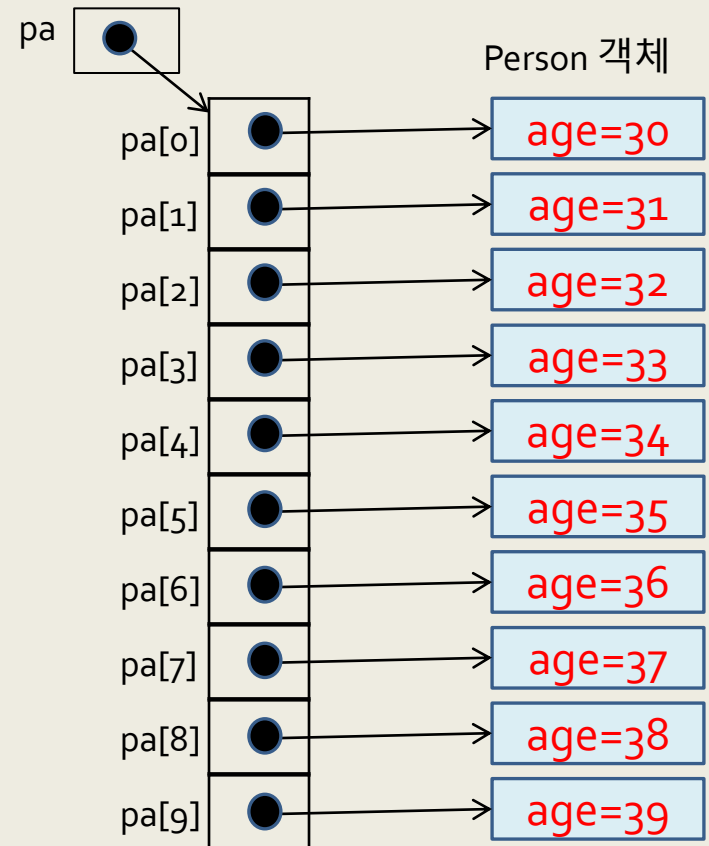 pa
Person 객체
pa[0] age=30
pa[1] age=31
pa[2] age=32
pa[3] age=33
pa[4] age=34
pa[5] age=35
pa[6] age=36
pa[7] age=37
pa[8] age=38
pa[9] age=39